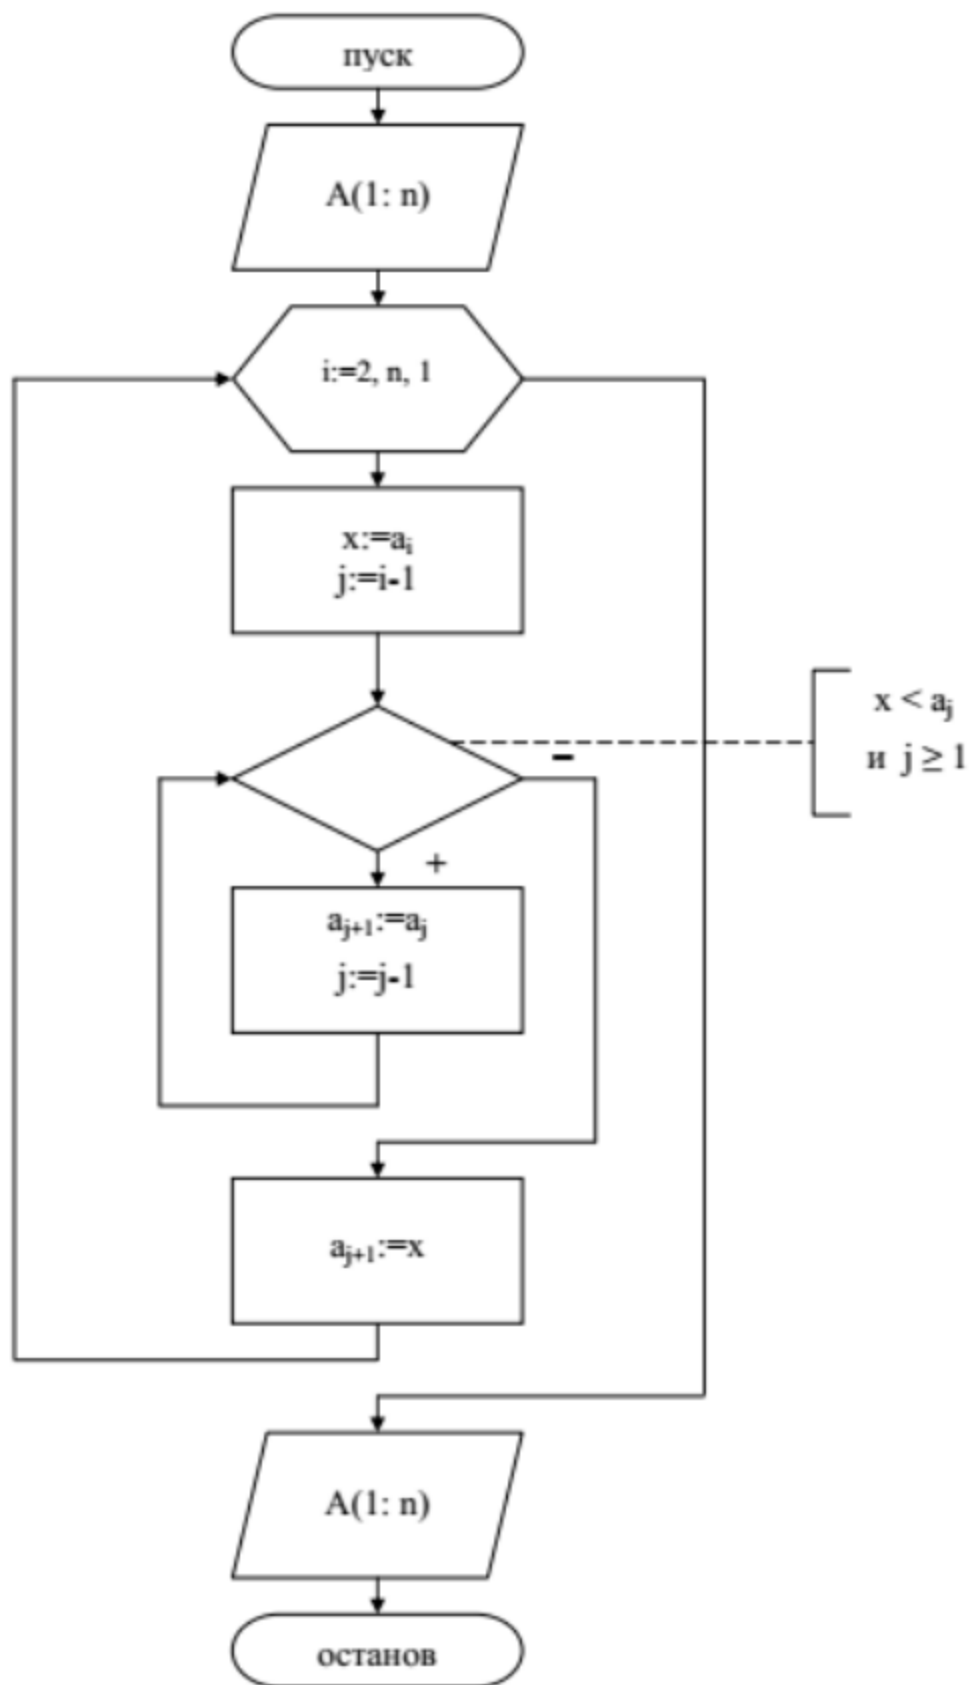 пуск
A(1: n)
i:=2, n, 1
x:=aᵢ
j:=i-1
x < aⱼ
и j ≥ 1
−
+
aⱼ₊₁:=aⱼ
j:=j-1
aⱼ₊₁:=x
A(1: n)
останов